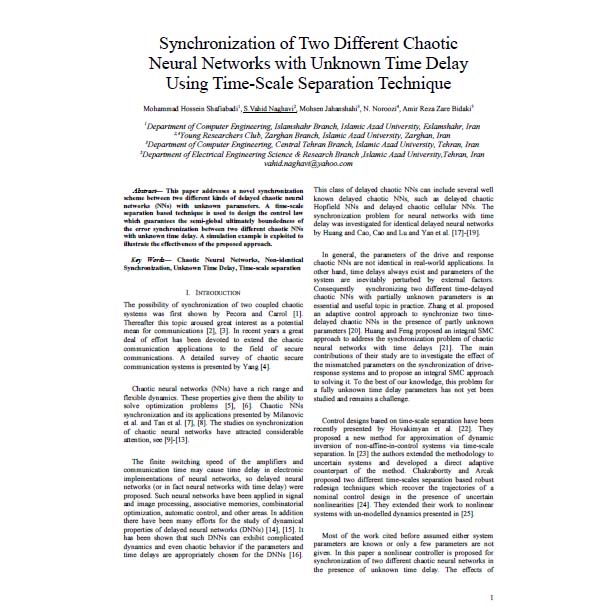 Synchronization of Two Different Chaotic
Neural Networks with Unknown Time Delay
Using Time-Scale Separation Technique
Mohammad Hossein Shafiabadi¹, S.Vahid Naghavi², Mohsen Jahanshahi³, N. Noroozi⁴, Amir Reza Zare Bidaki⁵
¹Department of Computer Engineering, Islamshahr Branch, Islamic Azad University, Eslamshahr, Iran
²,⁴Young Researchers Club, Zarghan Branch, Islamic Azad University, Zarghan, Iran
³Department of Computer Engineering, Central Tehran Branch, Islamic Azad University, Tehran, Iran
⁵Department of Electrical Engineering Science & Research Branch ,Islamic Azad University,Tehran, Iran
vahid.naghavi@yahoo.com
Abstract— This paper addresses a novel synchronization
scheme between two different kinds of delayed chaotic neural
networks (NNs) with unknown parameters. A time-scale
separation based technique is used to design the control law
which guarantees the semi-global ultimately boundedness of
the error synchronization between two different chaotic NNs
with unknown time delay. A simulation example is exploited to
illustrate the effectiveness of the proposed approach.
Key Words— Chaotic Neural Networks, Non-identical
Synchronization, Unknown Time Delay, Time-scale separation
I. INTRODUCTION
The possibility of synchronization of two coupled chaotic
systems was first shown by Pecora and Carrol [1].
Thereafter this topic aroused great interest as a potential
mean for communications [2], [3]. In recent years a great
deal of effort has been devoted to extend the chaotic
communication applications to the field of secure
communications. A detailed survey of chaotic secure
communication systems is presented by Yang [4].
Chaotic neural networks (NNs) have a rich range and
flexible dynamics. These properties give them the ability to
solve optimization problems [5], [6]. Chaotic NNs
synchronization and its applications presented by Milanovic
et al. and Tan et al. [7], [8]. The studies on synchronization
of chaotic neural networks have attracted considerable
attention, see [9]-[13].
The finite switching speed of the amplifiers and
communication time may cause time delay in electronic
implementations of neural networks, so delayed neural
networks (or in fact neural networks with time delay) were
proposed. Such neural networks have been applied in signal
and image processing, associative memories, combinatorial
optimization, automatic control, and other areas. In addition
there have been many efforts for the study of dynamical
properties of delayed neural networks (DNNs) [14], [15]. It
has been shown that such DNNs can exhibit complicated
dynamics and even chaotic behavior if the parameters and
time delays are appropriately chosen for the DNNs [16].
This class of delayed chaotic NNs can include several well
known delayed chaotic NNs, such as delayed chaotic
Hopfield NNs and delayed chaotic cellular NNs. The
synchronization problem for neural networks with time
delay was investigated for identical delayed neural networks
by Huang and Cao, Cao and Lu and Yan et al. [17]-[19].
In general, the parameters of the drive and response
chaotic NNs are not identical in real-world applications. In
other hand, time delays always exist and parameters of the
system are inevitably perturbed by external factors.
Consequently synchronizing two different time-delayed
chaotic NNs with partially unknown parameters is an
essential and useful topic in practice. Zhang et al. proposed
an adaptive control approach to synchronize two time-
delayed chaotic NNs in the presence of partly unknown
parameters [20]. Huang and Feng proposed an integral SMC
approach to address the synchronization problem of chaotic
neural networks with time delays [21]. The main
contributions of their study are to investigate the effect of
the mismatched parameters on the synchronization of drive-
response systems and to propose an integral SMC approach
to solving it. To the best of our knowledge, this problem for
a fully unknown time delay parameters has not yet been
studied and remains a challenge.
Control designs based on time-scale separation have been
recently presented by Hovakimyan et al. [22]. They
proposed a new method for approximation of dynamic
inversion of non-affine-in-control systems via time-scale
separation. In [23] the authors extended the methodology to
uncertain systems and developed a direct adaptive
counterpart of the method. Chakrabortty and Arcak
proposed two different time-scales separation based robust
redesign techniques which recover the trajectories of a
nominal control design in the presence of uncertain
nonlinearities [24]. They extended their work to nonlinear
systems with un-modelled dynamics presented in [25].
Most of the work cited before assumed either system
parameters are known or only a few parameters are not
given. In this paper a nonlinear controller is proposed for
synchronization of two different chaotic neural networks in
the presence of unknown time delay. The effects of
1